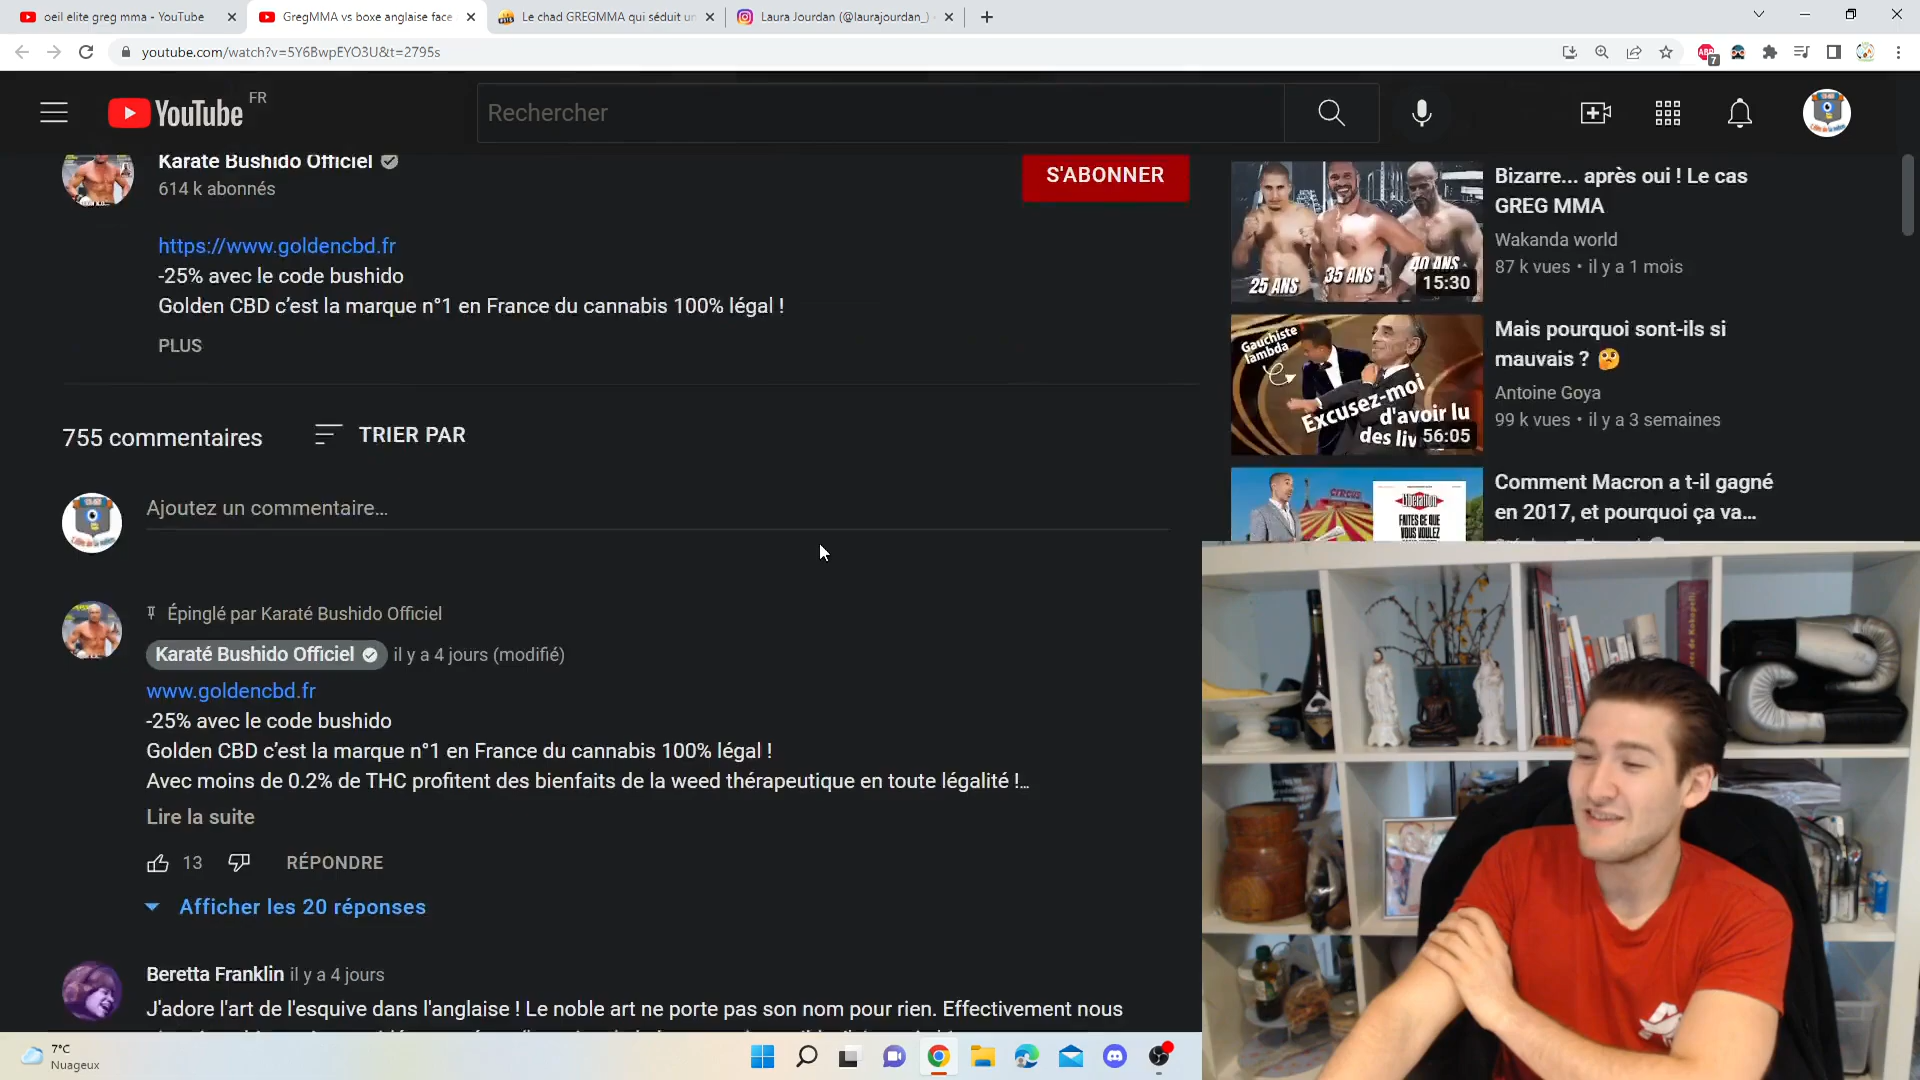 oeil elite greg mma - YouTube
GregMMA vs boxe anglaise face
Le chad GREGMMA qui séduit un
Laura Jourdan (@laurajourdan_)
youtube.com/watch?v=5Y6BwpEYO3U&t=2795s
ABP
7
YouTube FR
Rechercher
Karaté Bushido Officiel
614 k abonnés
S'ABONNER
https://www.goldencbd.fr
-25% avec le code bushido
Golden CBD c’est la marque n°1 en France du cannabis 100% légal !
PLUS
755 commentaires
TRIER PAR
Ajoutez un commentaire...
Épinglé par Karaté Bushido Officiel
Karaté Bushido Officiel il y a 4 jours (modifié)
www.goldencbd.fr
-25% avec le code bushido
Golden CBD c’est la marque n°1 en France du cannabis 100% légal !
Avec moins de 0.2% de THC profitent des bienfaits de la weed thérapeutique en toute légalité !...
Lire la suite
13
RÉPONDRE
Afficher les 20 réponses
Beretta Franklin il y a 4 jours
J'adore l'art de l'esquive dans l'anglaise ! Le noble art ne porte pas son nom pour rien. Effectivement nous
25 ANS
35 ANS
40 ANS
15:30
Bizarre... après oui ! Le cas
GREG MMA
Wakanda world
87 k vues • il y a 1 mois
Gauchiste
lambda
Excusez-moi
d'avoir lu
des liv
56:05
Mais pourquoi sont-ils si
mauvais ? 🤔
Antoine Goya
99 k vues • il y a 3 semaines
CIRCUS
Libération
FAITES CE QUE
VOUS VOULEZ
Comment Macron a t-il gagné
en 2017, et pourquoi ça va...
7°C
Nuageux